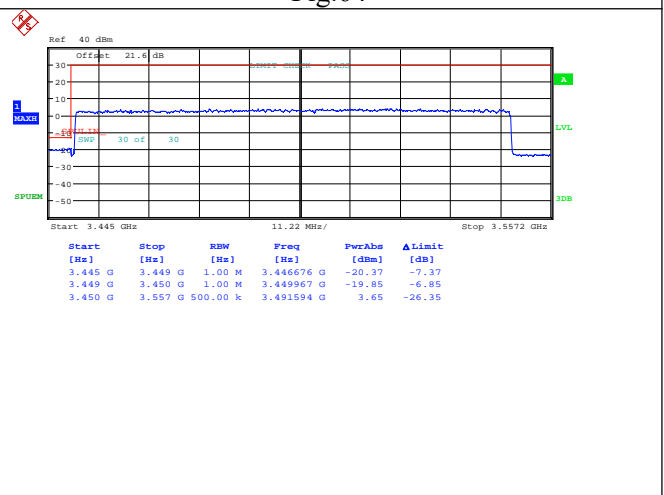 Ref 40 dBm
Offset 21.6 dB
LIMIT CHECK PASS
30
20
10
A
1
MAXH
0
-10
LVL
SWP 30 of 30
-20
-30
-40
SPUEM
-50
3DB
Start 3.445 GHz 11.22 MHz/ Stop 3.5572 GHz
Start Stop RBW Freq PwrAbs ΔLimit
[Hz] [Hz] [Hz] [Hz] [dBm] [dB]
3.445 G 3.449 G 1.00 M 3.446676 G -20.37 -7.37
3.449 G 3.450 G 1.00 M 3.449967 G -19.85 -6.85
3.450 G 3.557 G 500.00 k 3.491594 G 3.65 -26.35